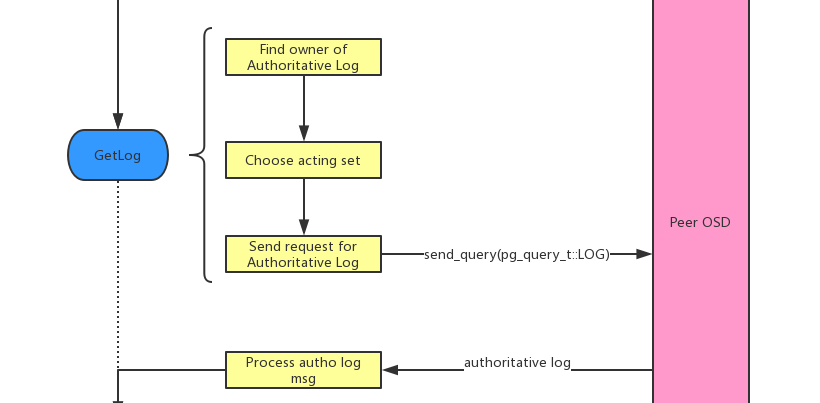 Find owner of
Authoritative Log
GetLog
Choose acting set
Peer OSD
Send request for
Authoritative Log
send_query(pg_query_t::LOG)
Process autho log
msg
authoritative log